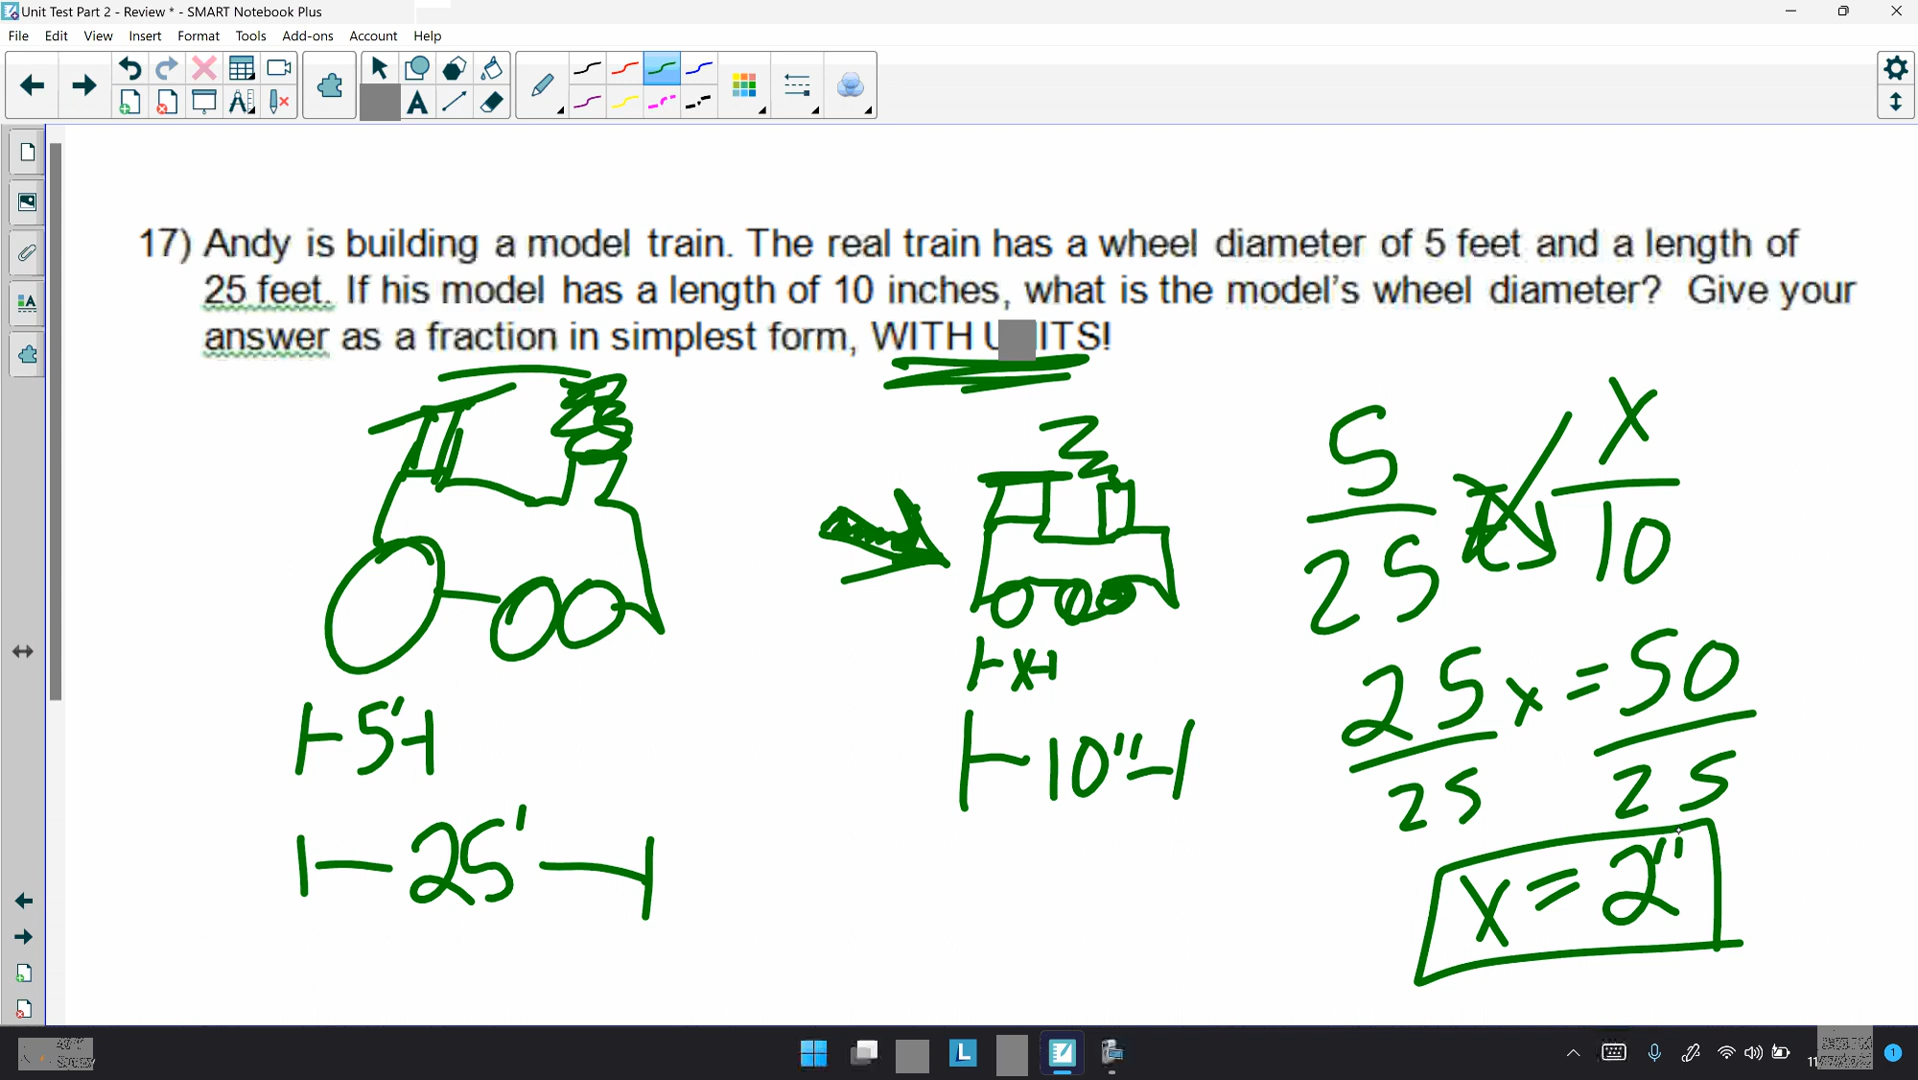 Unit Test Part 2 - Review * - SMART Notebook Plus
File Edit View Insert Format Tools Add-ons Account Help
17) Andy is building a model train. The real train has a wheel diameter of 5 feet and a length of
25 feet. If his model has a length of 10 inches, what is the model's wheel diameter? Give your
answer as a fraction in simplest form, WITH U ITS!
5'
25'
x
10"
5 x
25 10
25x = 50
25 25
x = 2"
L
1